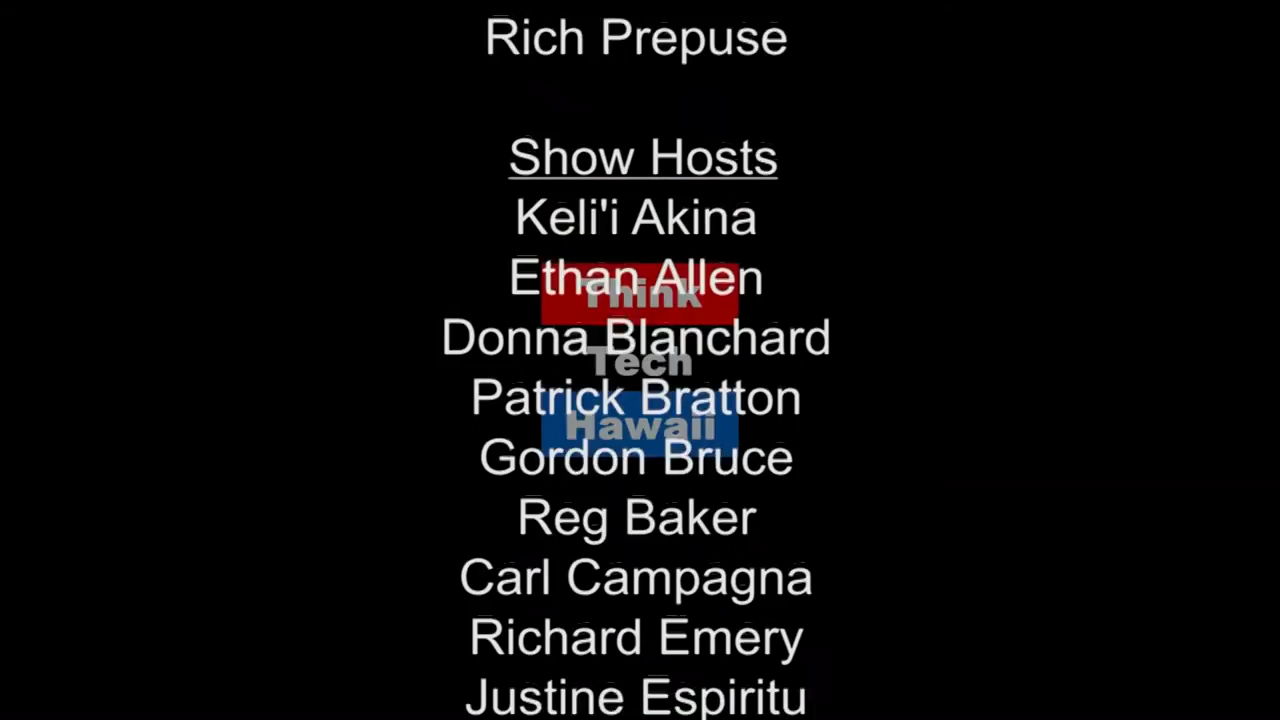 Rich Prepuse
Show Hosts
Keli'i Akina
Ethan Allen
Think
Donna Blanchard
Tech
Patrick Bratton
Hawaii
Gordon Bruce
Reg Baker
Carl Campagna
Richard Emery
Justine Espiritu